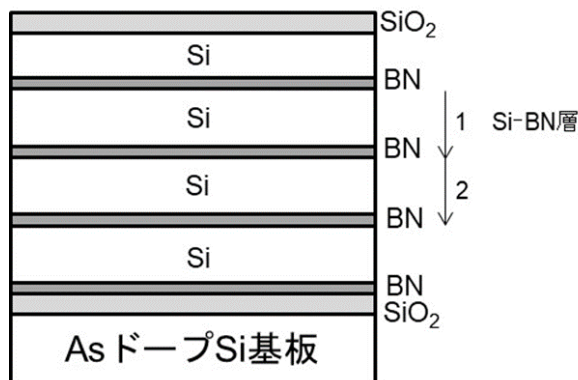 SiO₂
Si
BN
Si
1 Si-BN層
BN
Si
2
BN
Si
BN
SiO₂
AsドープSi基板